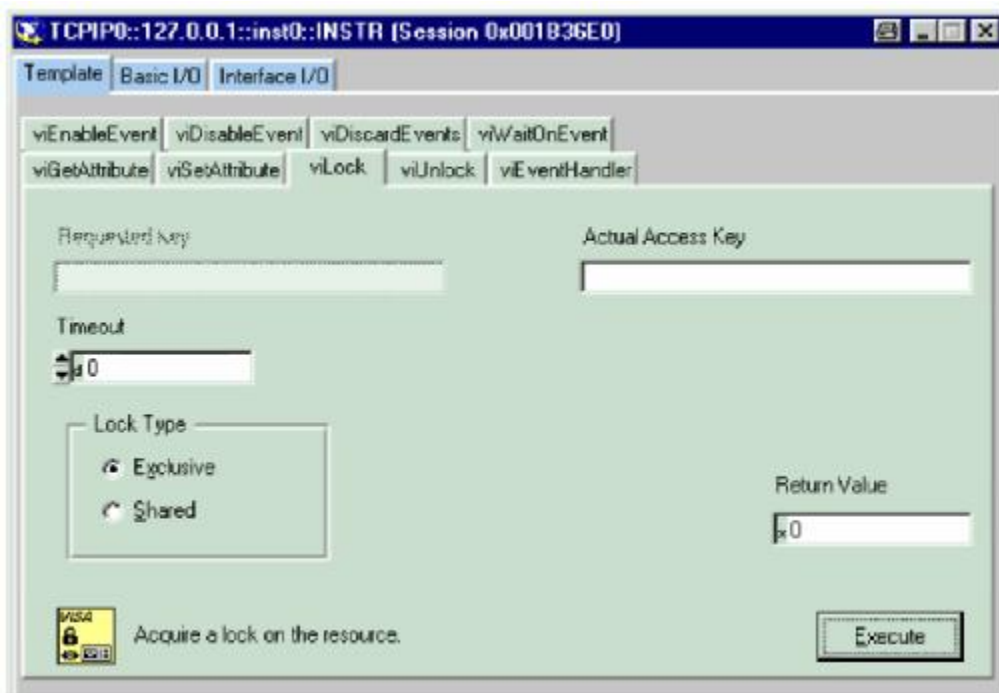 TCPIP0::127.0.0.1::inst0::INSTR (Session 0x001B36E0)
Template Basic I/O Interface I/O
viEnableEvent viDisableEvent viDiscardEvents viWaitOnEvent
viGetAttribute viSetAttribute viLock viUnlock viEventHandler
Requested Key Actual Access Key
Timeout
d 0
Lock Type
Exclusive
Shared
Return Value
x 0
VISA
Acquire a lock on the resource.
Execute